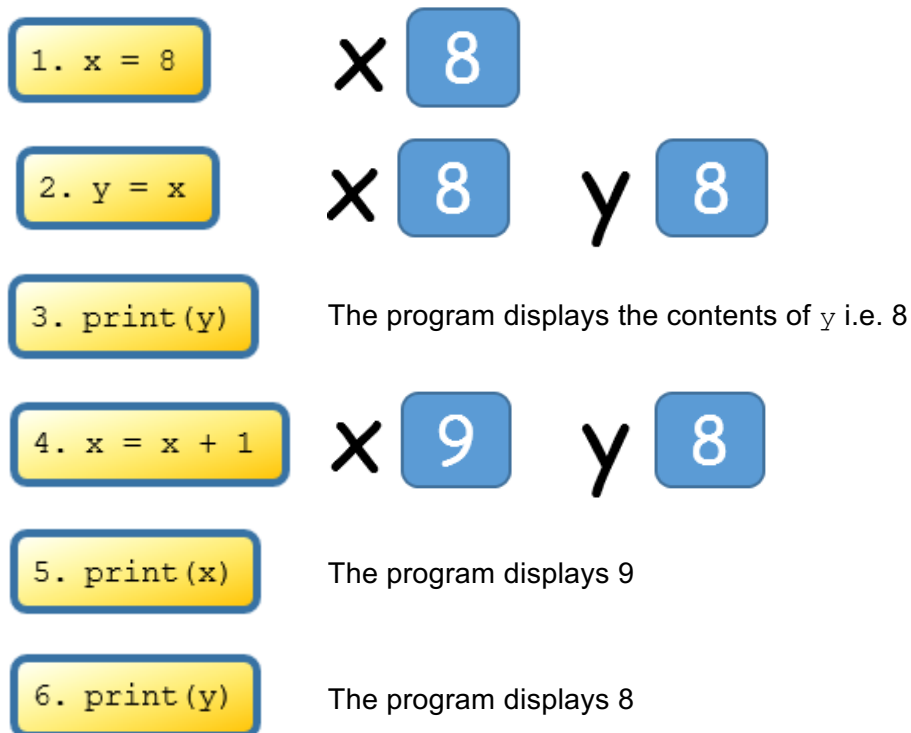 1. x = 8
x 8
2. y = x
x 8 y 8
3. print(y)
The program displays the contents of y i.e. 8
4. x = x + 1
x 9 y 8
5. print(x)
The program displays 9
6. print(y)
The program displays 8